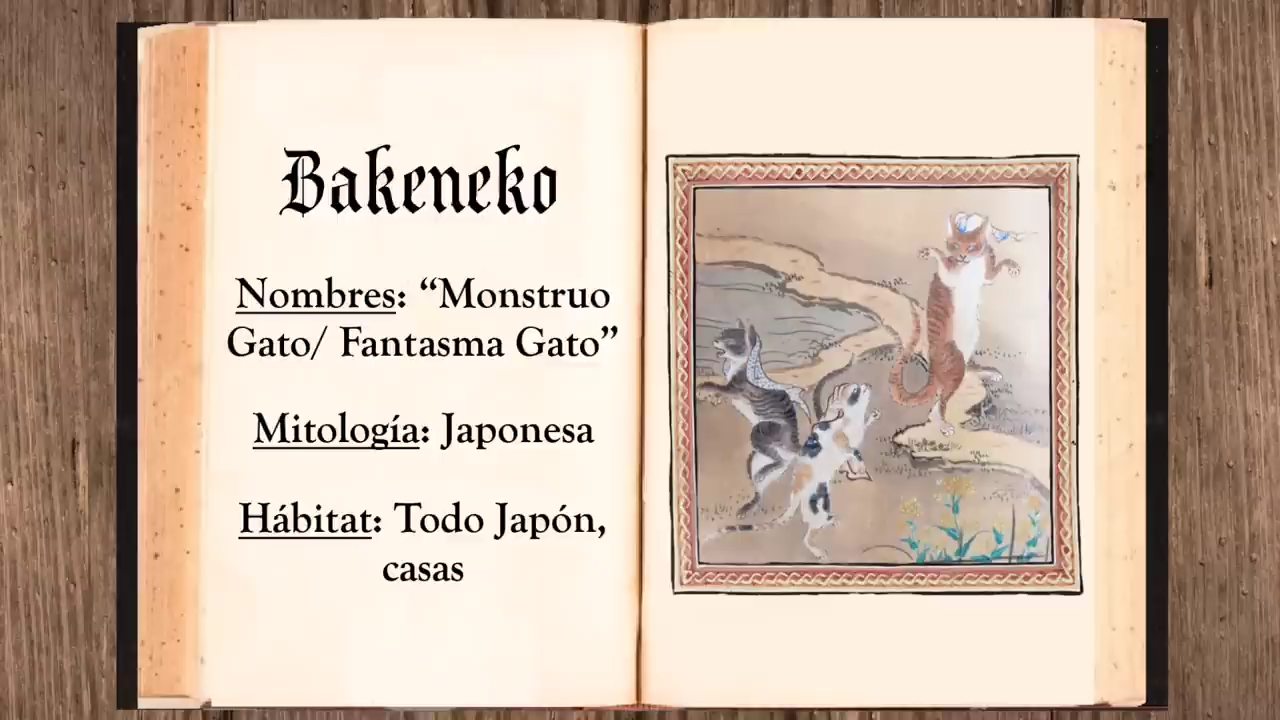 Bakeneko
Nombres: “Monstruo
Gato/ Fantasma Gato”
Mitología: Japonesa
Hábitat: Todo Japón,
casas